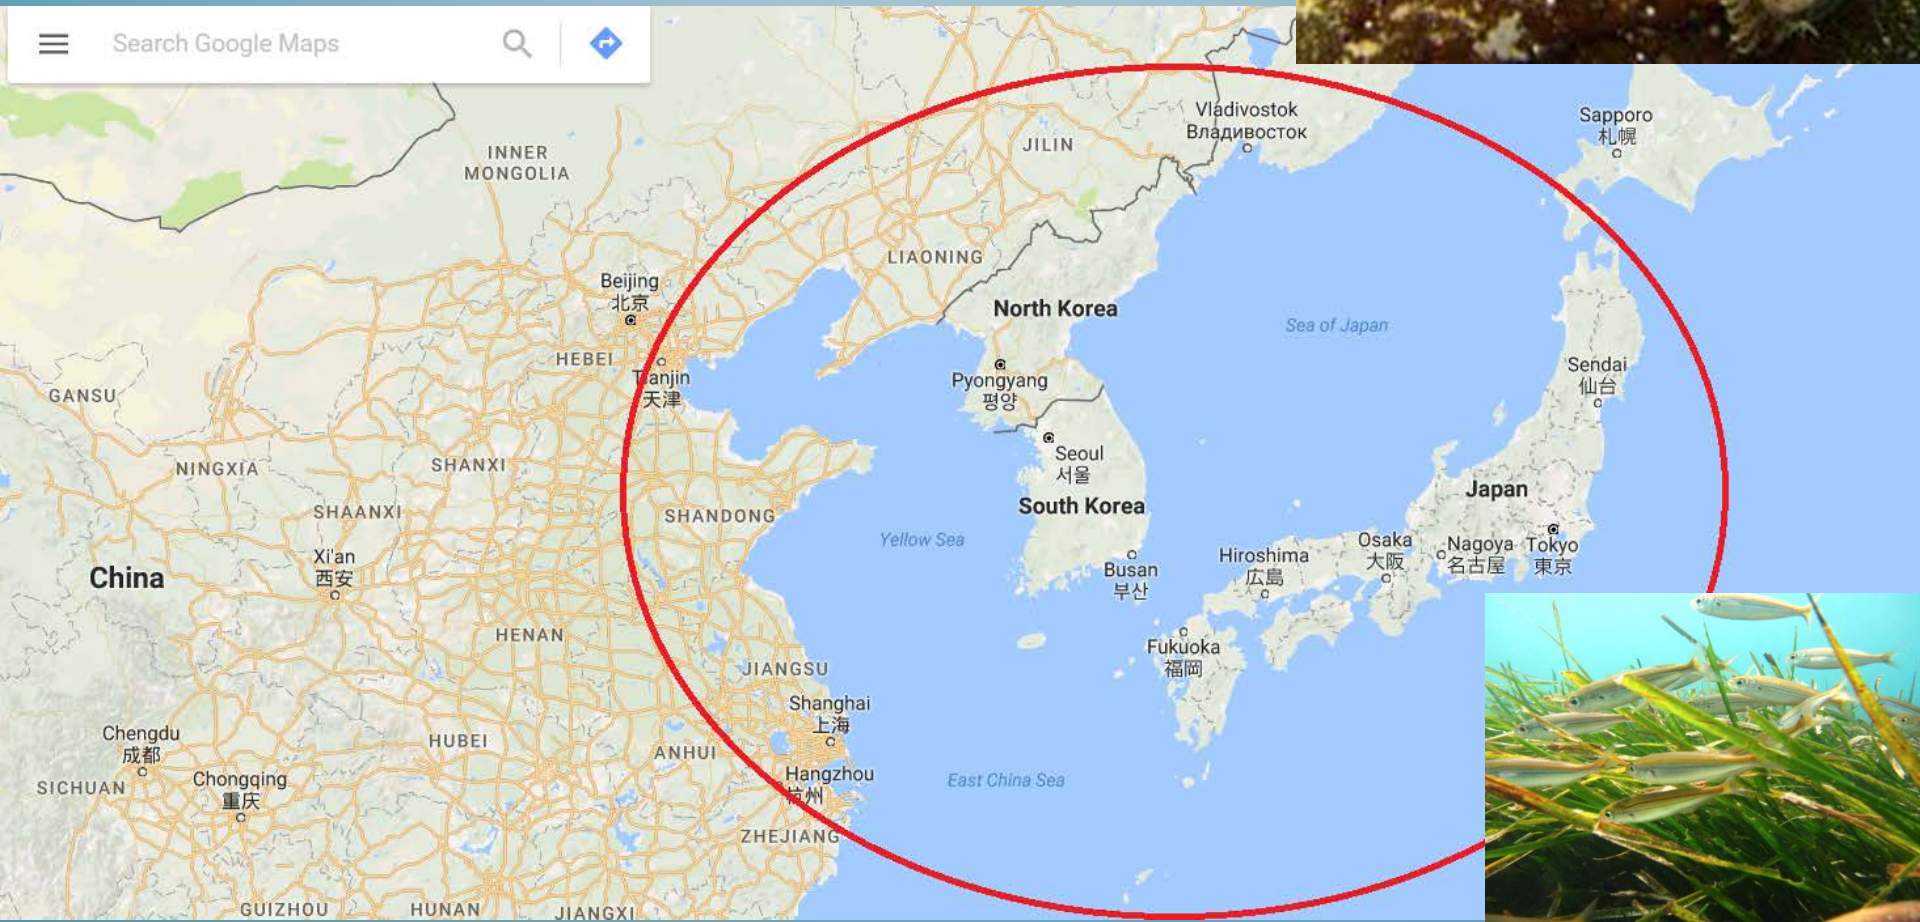 Search Google Maps
Vladivostok
Владивосток
Sapporo
札幌
JILIN
INNER
MONGOLIA
LIAONING
Beijing
北京
North Korea
Sea of Japan
HEBEI
Tianjin
天津
Pyongyang
평양
Sendai
仙台
GANSU
NINGXIA
SHANXI
Seoul
서울
South Korea
Japan
SHAANXI
SHANDONG
Yellow Sea
Xi'an
西安
China
Hiroshima
広島
Osaka
大阪
Nagoya
名古屋
Tokyo
東京
Busan
부산
HENAN
Fukuoka
福岡
JIANGSU
Shanghai
上海
Chengdu
成都
HUBEI
ANHUI
SICHUAN
Chongqing
重庆
Hangzhou
杭州
East China Sea
ZHEJIANG
GUIZHOU
HUNAN
JIANGXI